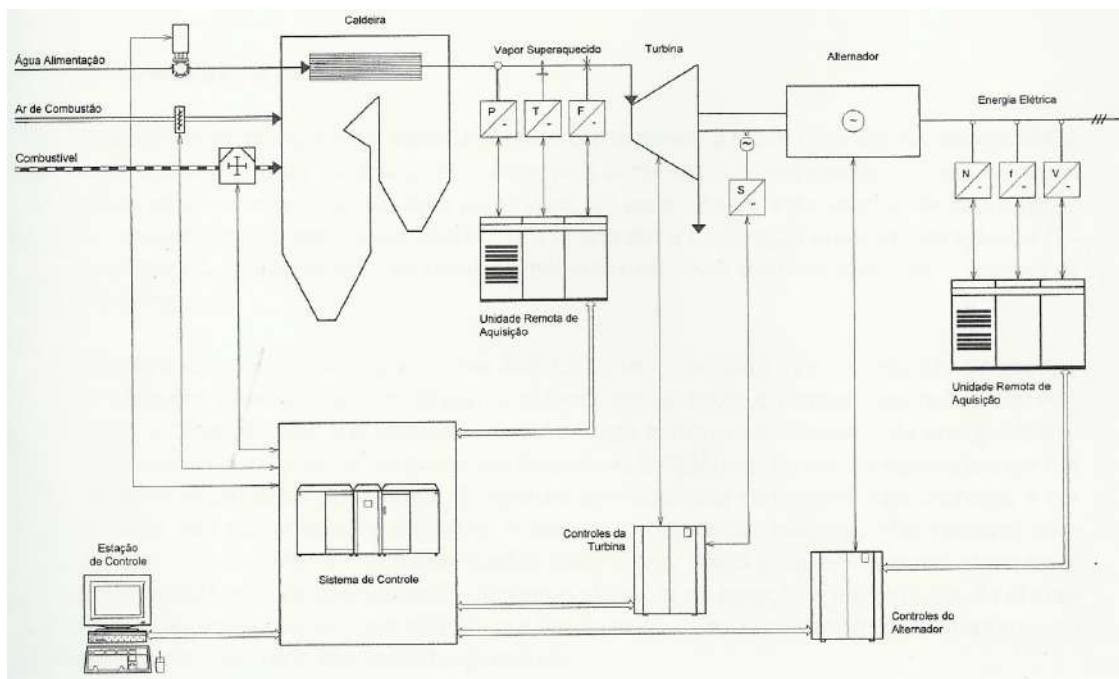 Caldeira
Água Alimentação
Vapor Superaquecido
Turbina
Alternador
Ar de Combustão
Energia Elétrica
Combustível
P
T
F
~
S
~
N
f
V
Unidade Remota de
Aquisição
Unidade Remota de
Aquisição
Controles da
Turbina
Estação
de Controle
Sistema de Controle
Controles do
Alternador